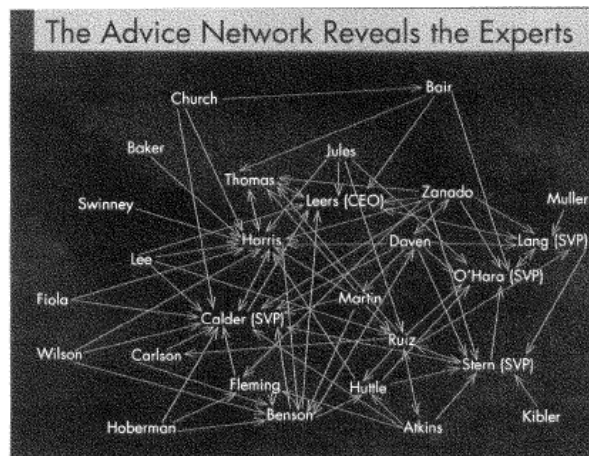 The Advice Network Reveals the Experts
Church
Bair
Baker
Jules
Thomas
Leers (CEO)
Zanado
Muller
Swinney
Harris
Daven
Lang (SVP)
Lee
O'Hara (SVP)
Fiola
Martin
Calder (SVP)
Ruiz
Wilson
Carlson
Stern (SVP)
Fleming
Huttle
Benson
Hoberman
Atkins
Kibler